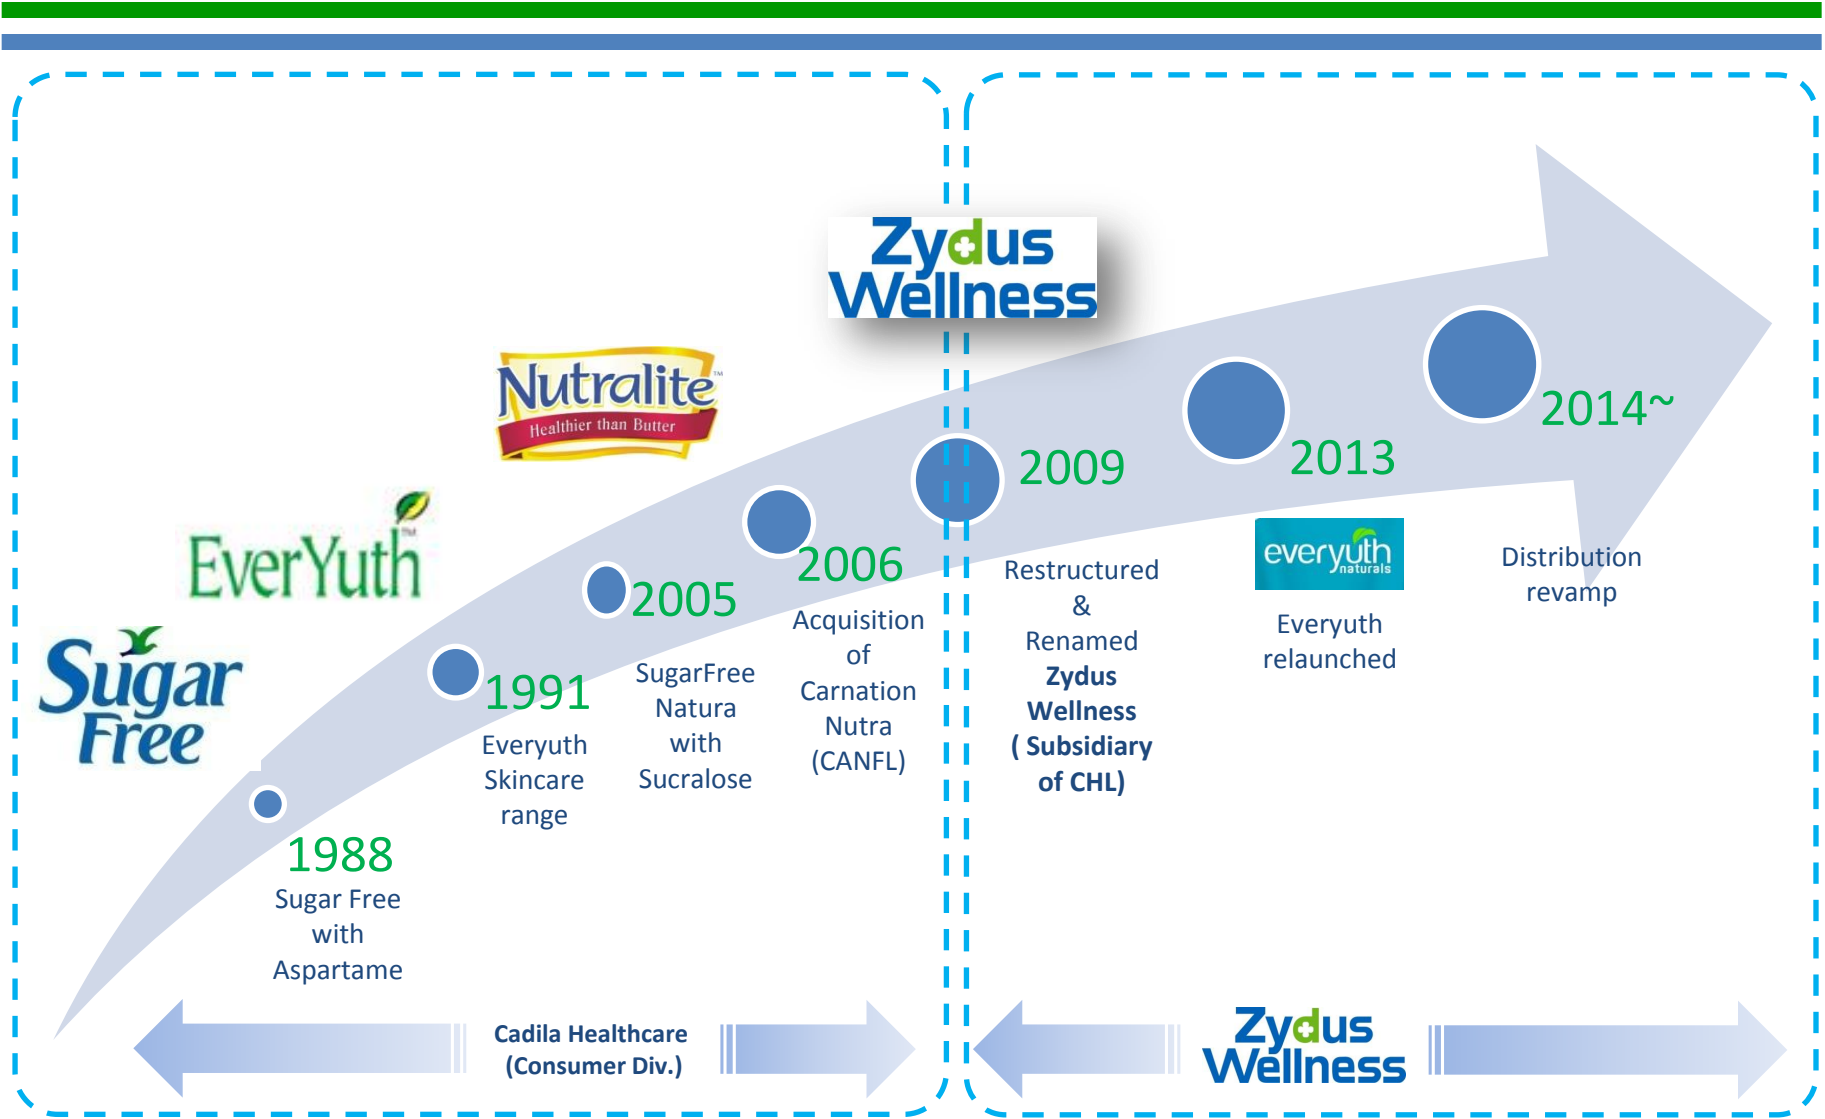 Zydus
Wellness
Nutralite™
Healthier than Butter
EverYuth™
Sugar
Free
1988
Sugar Free
with
Aspartame
1991
Everyuth
Skincare
range
2005
SugarFree
Natura
with
Sucralose
2006
Acquisition
of
Carnation
Nutra
(CANFL)
2009
Restructured
&
Renamed
Zydus
Wellness
( Subsidiary
of CHL)
2013
everyuth
naturals
Everyuth
relaunched
2014~
Distribution
revamp
Cadila Healthcare
(Consumer Div.)
Zydus
Wellness